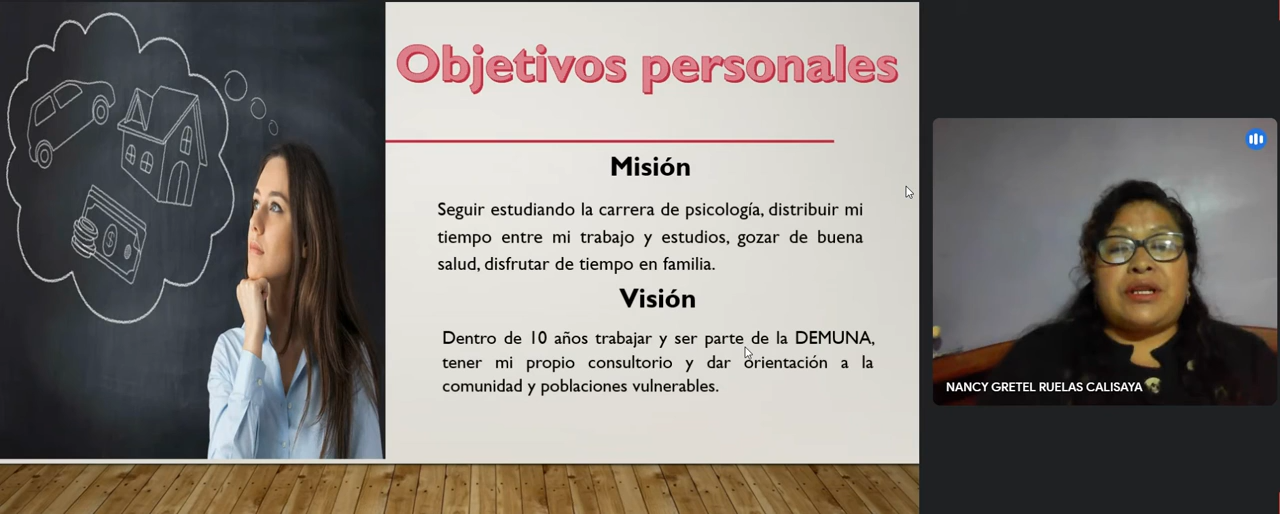 Objetivos personales
Misión
Seguir estudiando la carrera de psicología, distribuir mi
tiempo entre mi trabajo y estudios, gozar de buena
salud, disfrutar de tiempo en familia.
Visión
Dentro de 10 años trabajar y ser parte de la DEMUNA,
tener mi propio consultorio y dar orientación a la
comunidad y poblaciones vulnerables.
NANCY GRETEL RUELAS CALISAYA